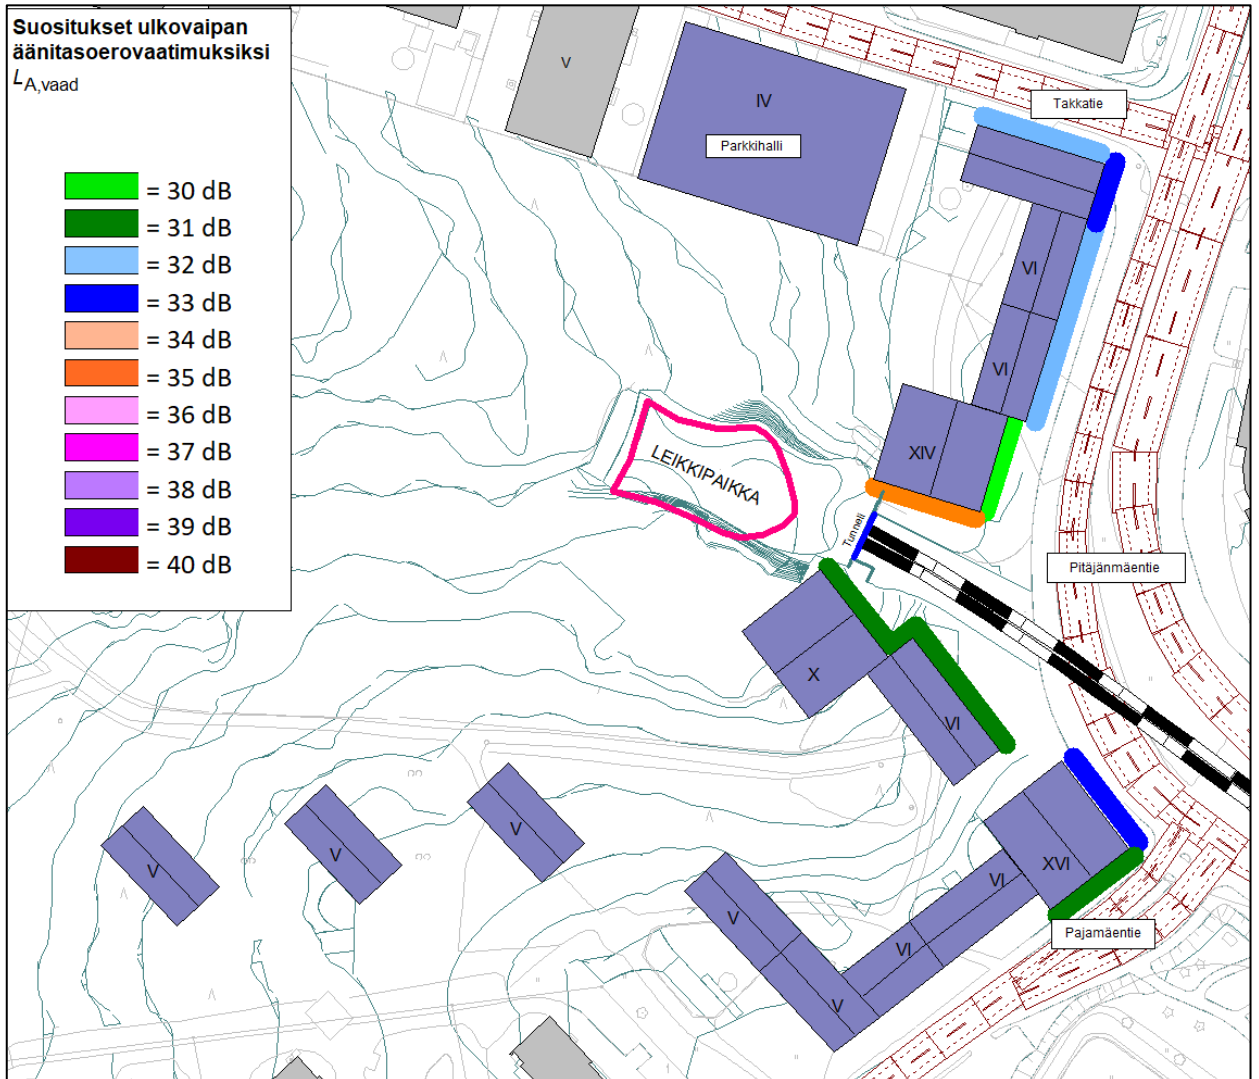 Suositukset ulkovaipan
äänitasoerovaatimuksiksi
LA,vaad
= 30 dB
= 31 dB
= 32 dB
= 33 dB
= 34 dB
= 35 dB
= 36 dB
= 37 dB
= 38 dB
= 39 dB
= 40 dB
V
IV
Parkkihalli
Takkatie
VI
VI
XIV
LEIKKIPAIKKA
Tunneli
Pitäjänmäentie
X
VI
V
V
V
V
VI
VI
XVI
V
Pajamäentie